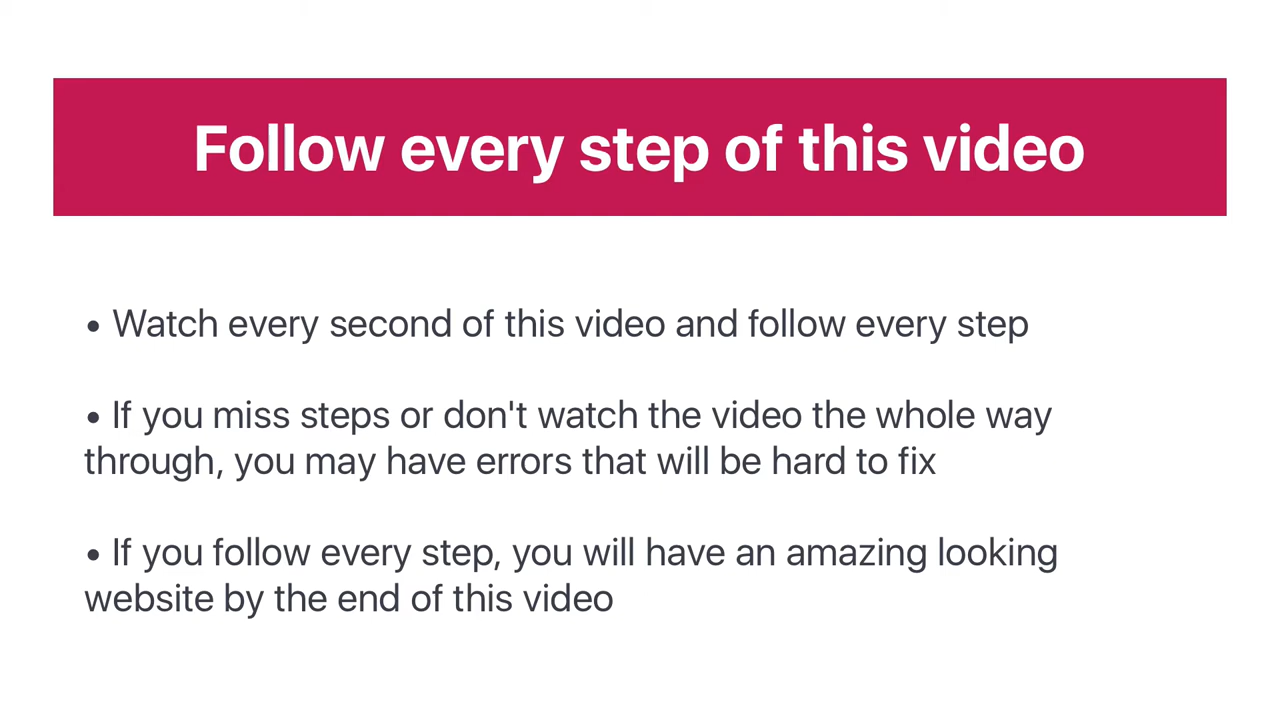 Follow every step of this video
• Watch every second of this video and follow every step
• If you miss steps or don't watch the video the whole way
through, you may have errors that will be hard to fix
• If you follow every step, you will have an amazing looking
website by the end of this video